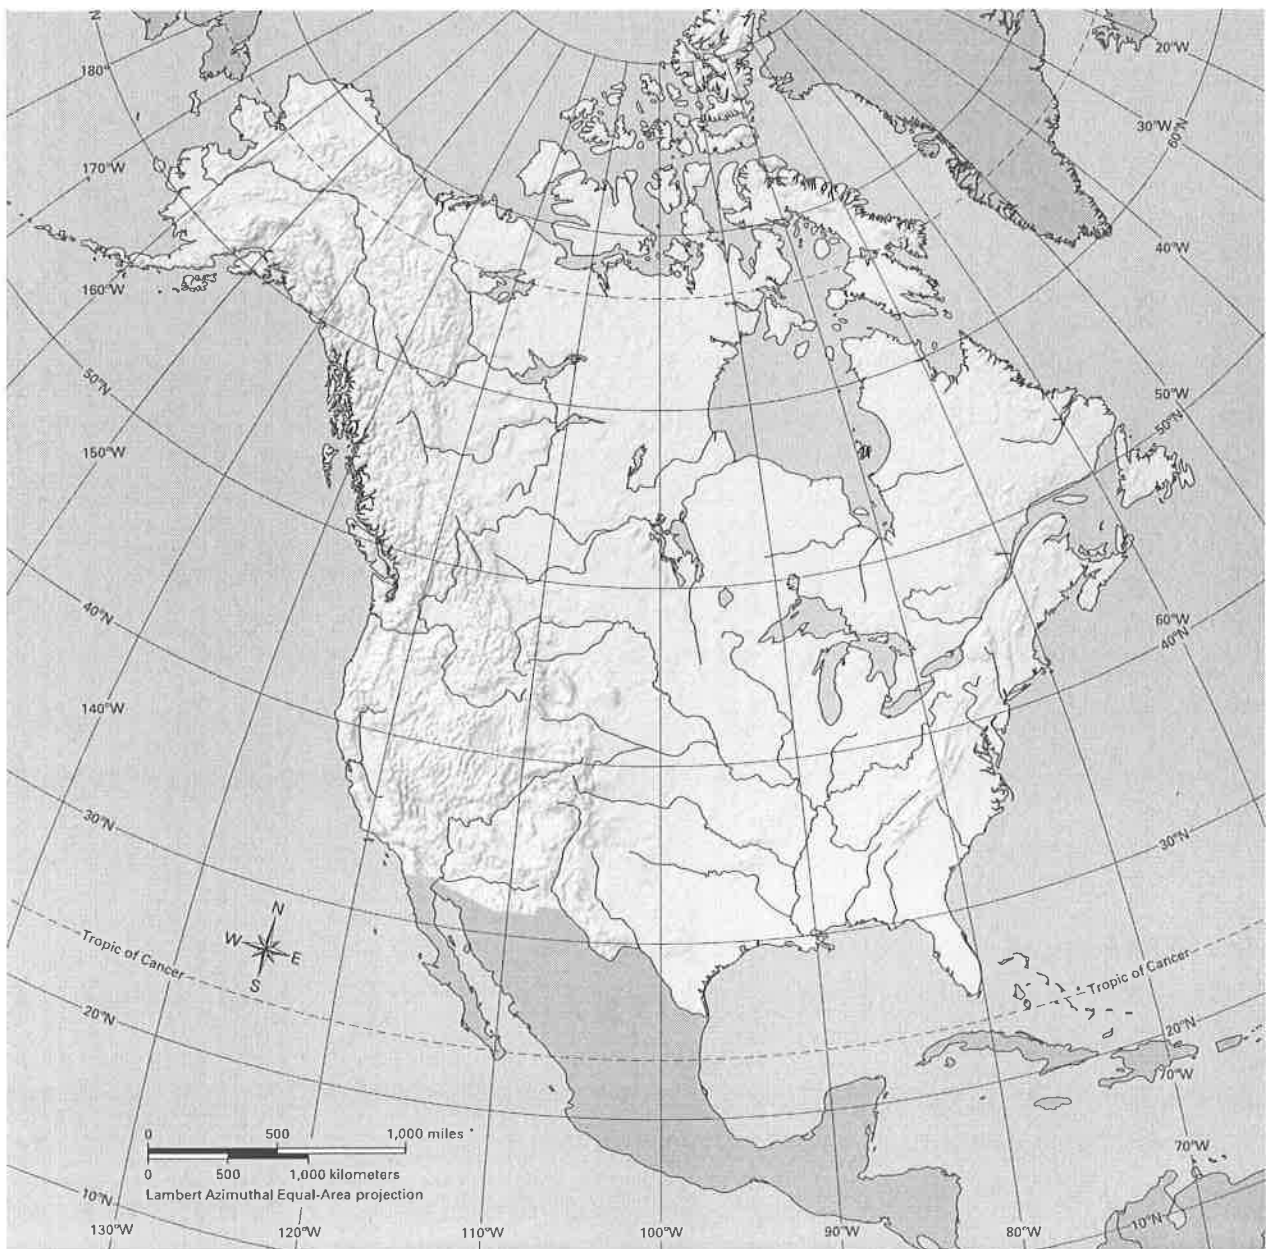 N
180°
170°W
160°W
50°N
150°W
40°N
140°W
30°N
20°N
10°N
130°W
120°W
110°W
100°W
90°W
80°W
20°W
30°W
60°N
40°W
50°W
50°N
60°W
40°N
30°N
N
W
E
S
Tropic of Cancer
Tropic of Cancer
20°N
70°W
70°W
10°N
0 500 1,000 miles
0 500 1,000 kilometers
Lambert Azimuthal Equal-Area projection